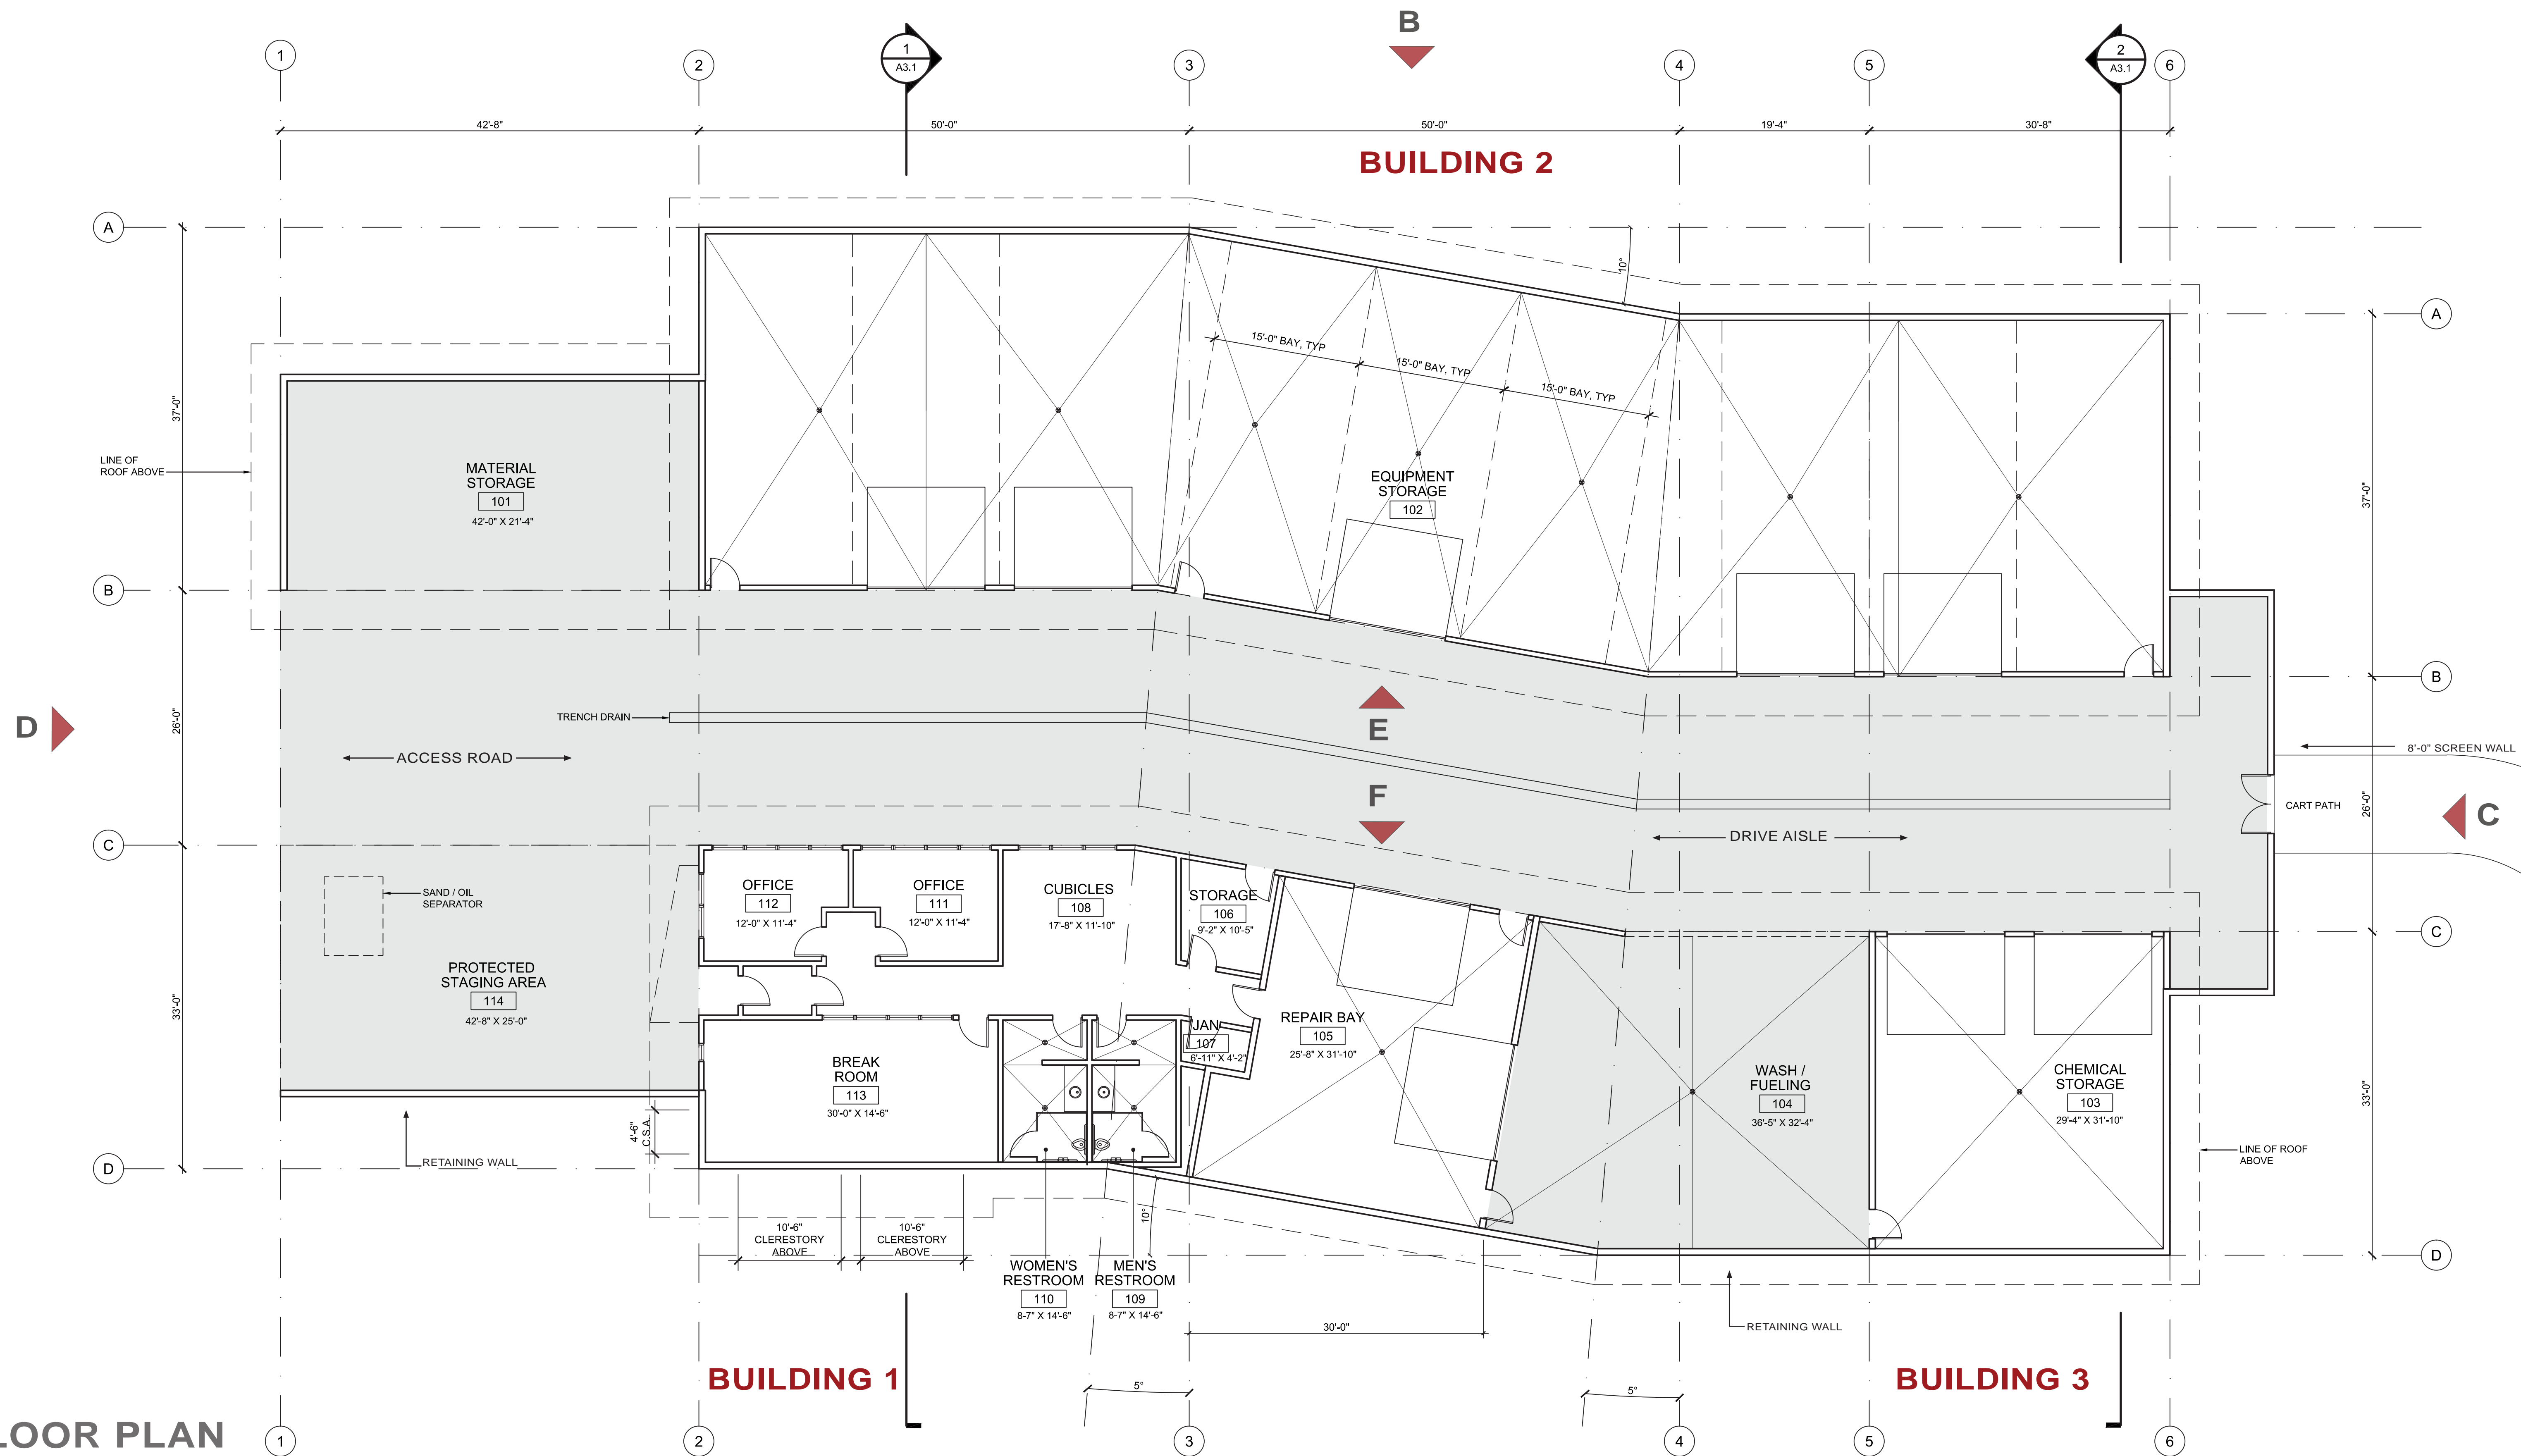 B
1
2
3
4
5
6
1
A3.1
2
A3.1
42'-8"
50'-0"
50'-0"
19'-4"
30'-8"
BUILDING 2
A
A
10°
15'-0" BAY, TYP
15'-0" BAY, TYP
15'-0" BAY, TYP
37'-0"
37'-0"
LINE OF
ROOF ABOVE
MATERIAL
STORAGE
101
42'-0" X 21'-4"
EQUIPMENT
STORAGE
102
B
B
D
TRENCH DRAIN
26'-0"
ACCESS ROAD
E
F
DRIVE AISLE
8'-0" SCREEN WALL
26'-0"
CART PATH
C
C
C
SAND / OIL
SEPARATOR
PROTECTED
STAGING AREA
114
42'-8" X 25'-0"
33'-0"
OFFICE
112
12'-0" X 11'-4"
OFFICE
111
12'-0" X 11'-4"
CUBICLES
108
17'-8" X 11'-10"
STORAGE
106
9'-2" X 10'-5"
JAN
107
6'-11" X 4'-2"
REPAIR BAY
105
25'-8" X 31'-10"
WASH /
FUELING
104
36'-5" X 32'-4"
CHEMICAL
STORAGE
103
29'-4" X 31'-10"
33'-0"
BREAK
ROOM
113
30'-0" X 14'-6"
4'-6"
C.S.A.
RETAINING WALL
D
LINE OF ROOF
ABOVE
D
10'-6"
CLERESTORY
ABOVE
10'-6"
CLERESTORY
ABOVE
10°
WOMEN'S
RESTROOM
110
8-7" X 14'-6"
MEN'S
RESTROOM
109
8-7" X 14'-6"
30'-0"
RETAINING WALL
BUILDING 1
5°
5°
BUILDING 3
LOOR PLAN
1
2
3
4
5
6